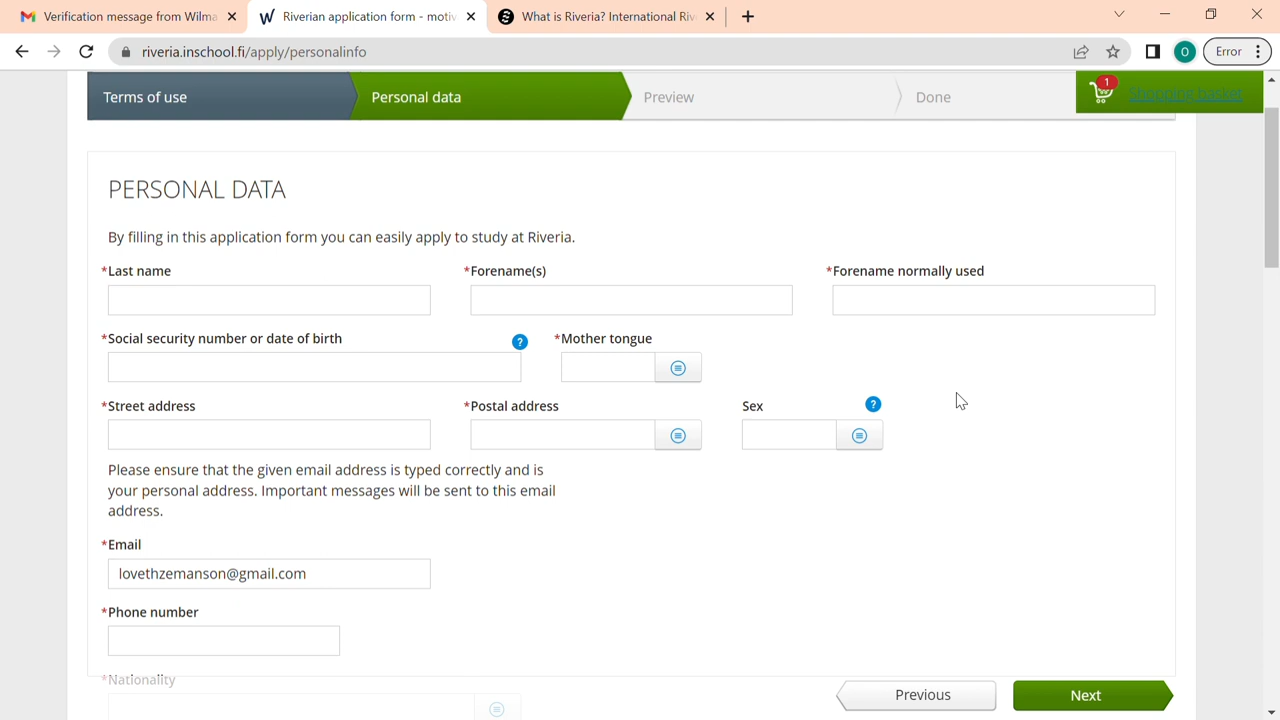 Verification message from Wilma
Riverian application form - motiv
What is Riveria? International Riv
riveria.inschool.fi/apply/personalinfo
O
Error
Terms of use
Personal data
Preview
Done
1
Shopping basket
PERSONAL DATA
By filling in this application form you can easily apply to study at Riveria.
*Last name
*Forename(s)
*Forename normally used
*Social security number or date of birth
?
*Mother tongue
*Street address
*Postal address
Sex
?
Please ensure that the given email address is typed correctly and is
your personal address. Important messages will be sent to this email
address.
*Email
lovethzemanson@gmail.com
*Phone number
*Nationality
Previous
Next